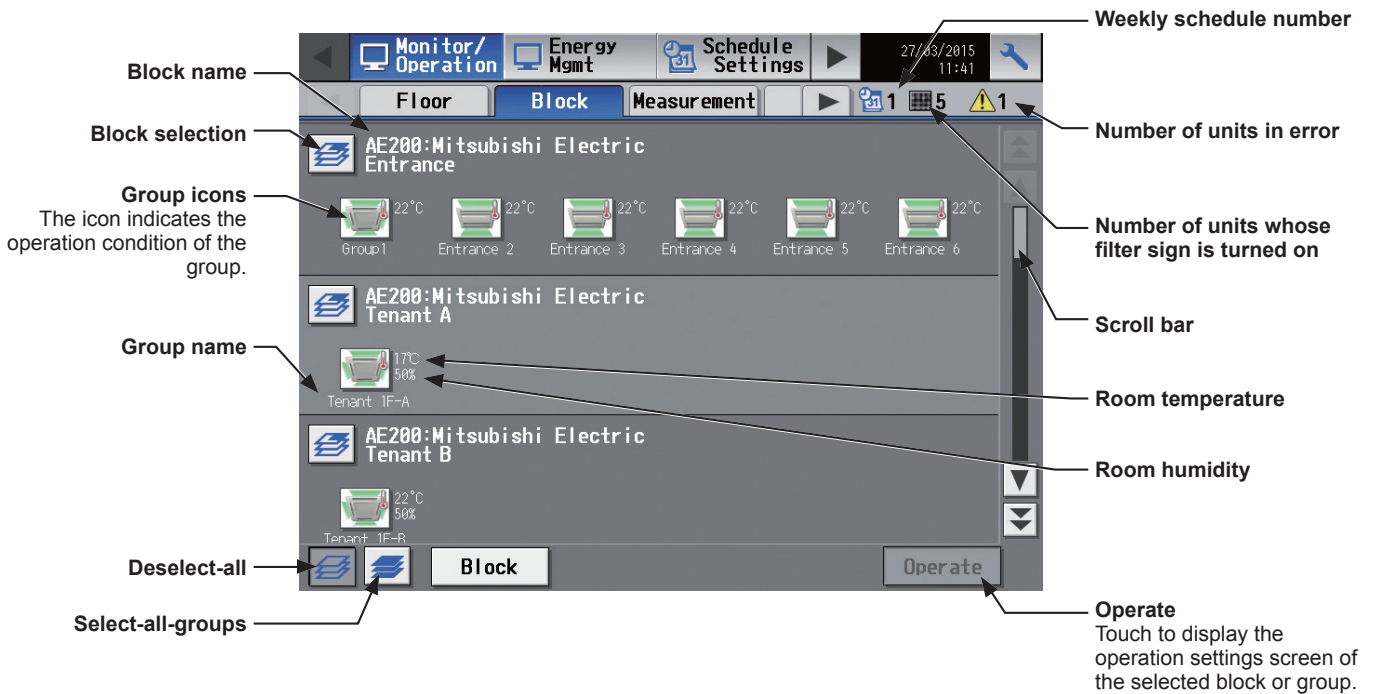 Weekly schedule number
Monitor/
Operation
Energy
Mgmt
Schedule
Settings
27/03/2015
11:41
Block name
Floor
Block
Measurement
31
1
5
1
Block selection
Number of units in error
AE200:Mitsubishi Electric
Entrance
Group icons
The icon indicates the
operation condition of the
group.
22°C
22°C
22°C
22°C
22°C
22°C
Group1
Entrance 2
Entrance 3
Entrance 4
Entrance 5
Entrance 6
Number of units whose
filter sign is turned on
AE200:Mitsubishi Electric
Tenant A
Scroll bar
Group name
17°C
50%
Tenant 1F-A
Room temperature
AE200:Mitsubishi Electric
Tenant B
Room humidity
22°C
50%
Tenant 1F-B
Deselect-all
Block
Operate
Select-all-groups
Operate
Touch to display the
operation settings screen of
the selected block or group.